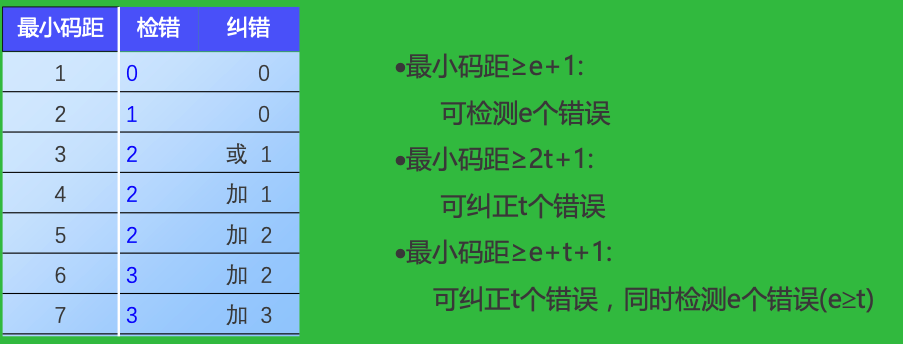 最小码距 检错 纠错
1 0 0
2 1 0
3 2 或 1
4 2 加 1
5 2 加 2
6 3 加 2
7 3 加 3
•最小码距≥e+1:
可检测e个错误
•最小码距≥2t+1:
可纠正t个错误
•最小码距≥e+t+1:
可纠正t个错误，同时检测e个错误(e≥t)